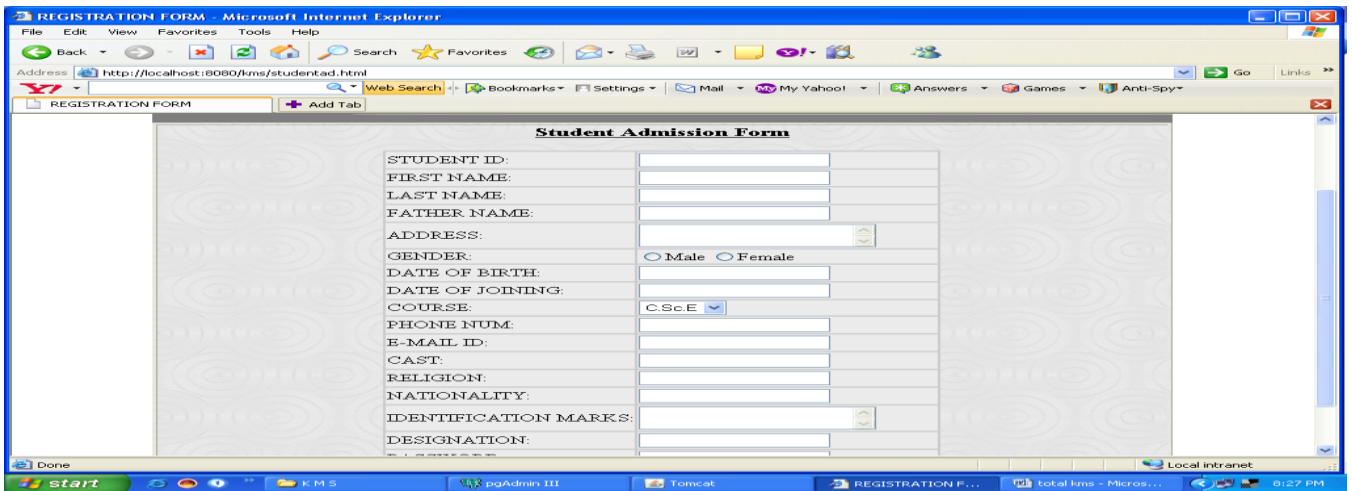 REGISTRATION FORM - Microsoft Internet Explorer
File Edit View Favorites Tools Help
Back Search Favorites
Address http://localhost:8080/kms/studentad.html Go Links
Web Search Bookmarks Settings Mail My Yahoo! Answers Games Anti-Spy
REGISTRATION FORM Add Tab
Student Admission Form
STUDENT ID:
FIRST NAME:
LAST NAME:
FATHER NAME:
ADDRESS:
GENDER: Male Female
DATE OF BIRTH:
DATE OF JOINING:
COURSE: C.Sc.E
PHONE NUM:
E-MAIL ID:
CAST:
RELIGION:
NATIONALITY:
IDENTIFICATION MARKS:
DESIGNATION:
Done Local intranet
start K M S pgAdmin III Tomcat REGISTRATION F... total kms - Micros... 8:27 PM